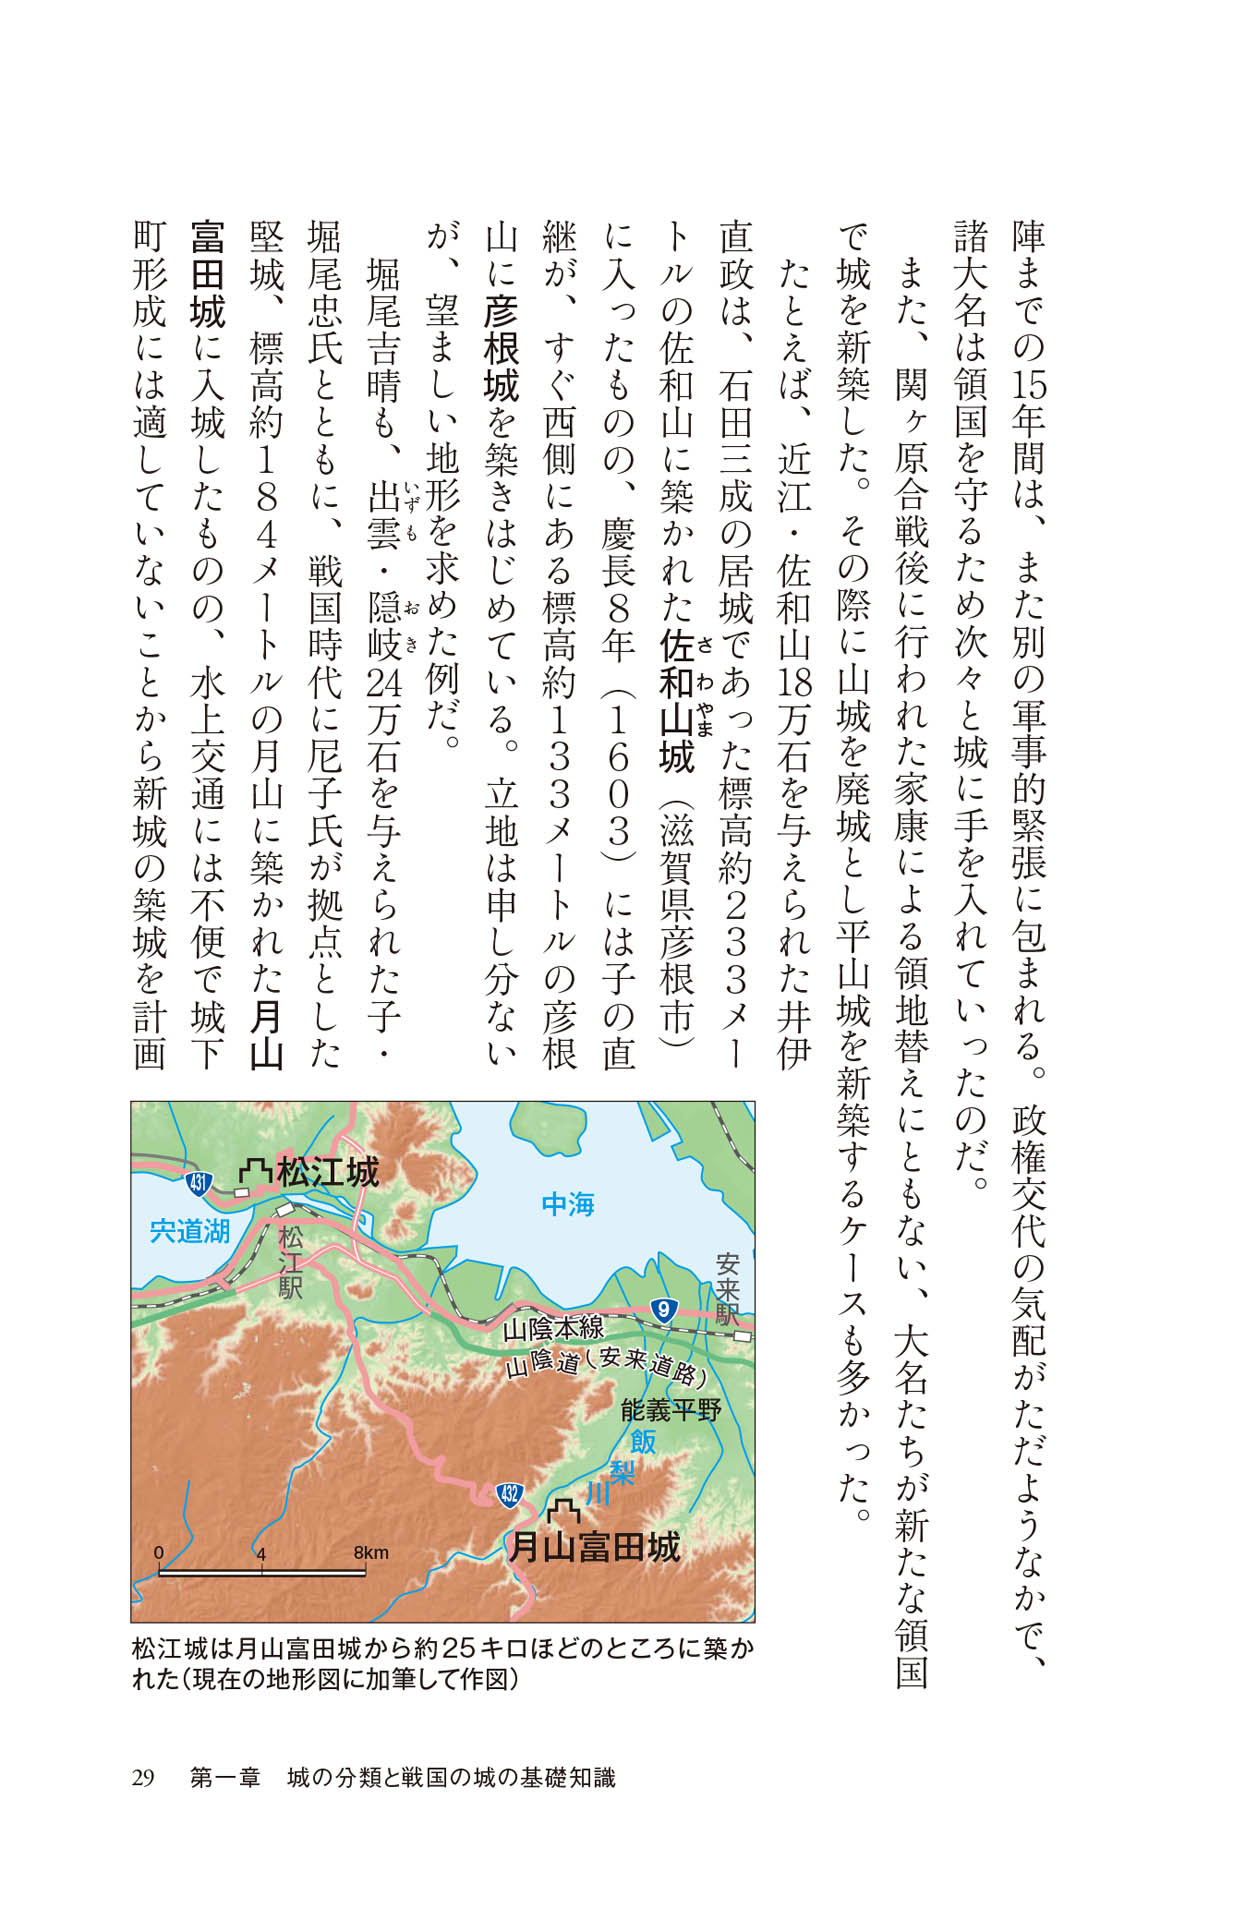 陣までの15年間は、また別の軍事的緊張に包まれる。政権交代の気配がただようなかで、
諸大名は領国を守るため次々と城に手を入れていったのだ。
また、関ヶ原合戦後に行われた家康による領地替えにともない、大名たちが新たな領国
で城を新築した。その際に山城を廃城とし平山城を新築するケースも多かった。
たとえば、近江・佐和山18万石を与えられた井伊
直政は、石田三成の居城であった標高約233メー
トルの佐和山に築かれた佐和山城（滋賀県彦根市）
さわやま
に入ったものの、慶長8年（1603）には子の直
継が、すぐ西側にある標高約133メートルの彦根
山に彦根城を築きはじめている。立地は申し分ない
が、望ましい地形を求めた例だ。
堀尾吉晴も、出雲・隠岐24万石を与えられた子・
いずも
おき
堀尾忠氏とともに、戦国時代に尼子氏が拠点とした
堅城、標高約184メートルの月山に築かれた月山
富田城に入城したものの、水上交通には不便で城下
町形成には適していないことから新城の築城を計画
松江城
431
宍道湖
松江駅
中海
安来駅
9
山陰本線
山陰道（安来道路）
能義平野
飯梨川
432
月山富田城
0 4 8km
松江城は月山富田城から約25キロほどのところに築か
れた（現在の地形図に加筆して作図）
29 第一章 城の分類と戦国の城の基礎知識